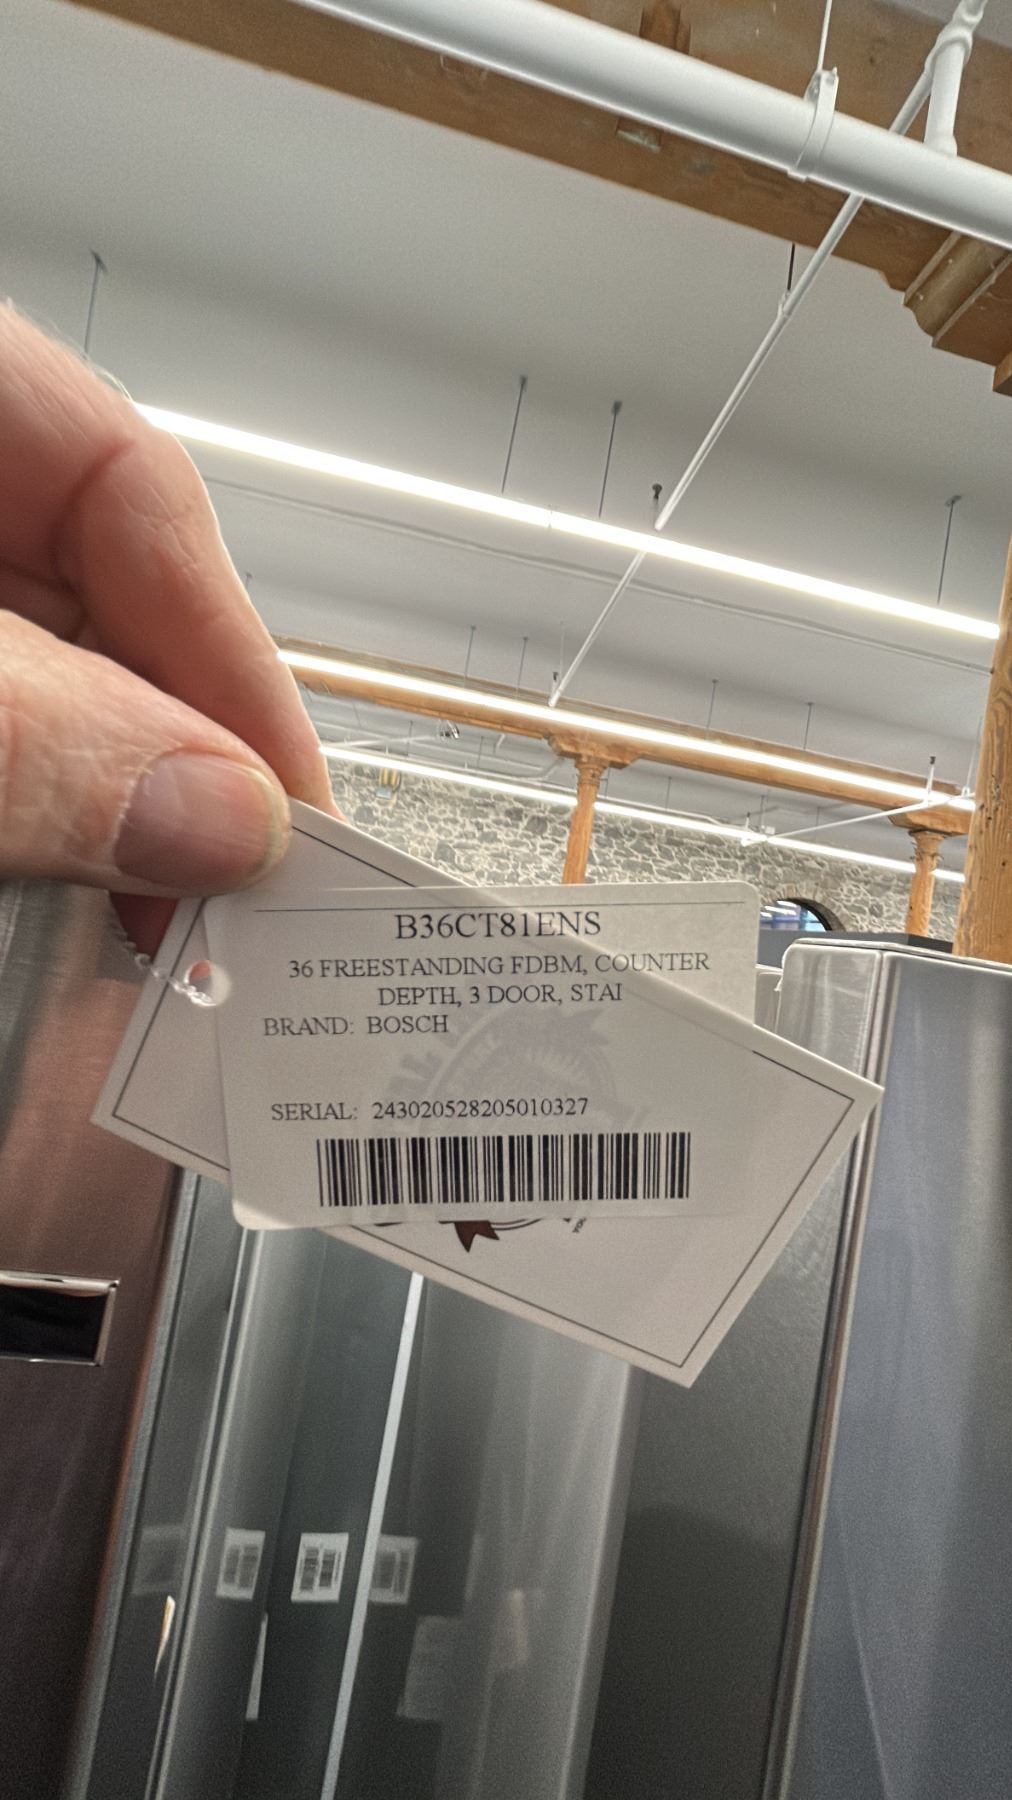 B36CT81ENS
36 FREESTANDING FDBM, COUNTER
DEPTH, 3 DOOR, STAI
BRAND: BOSCH
SERIAL: 243020528205010327